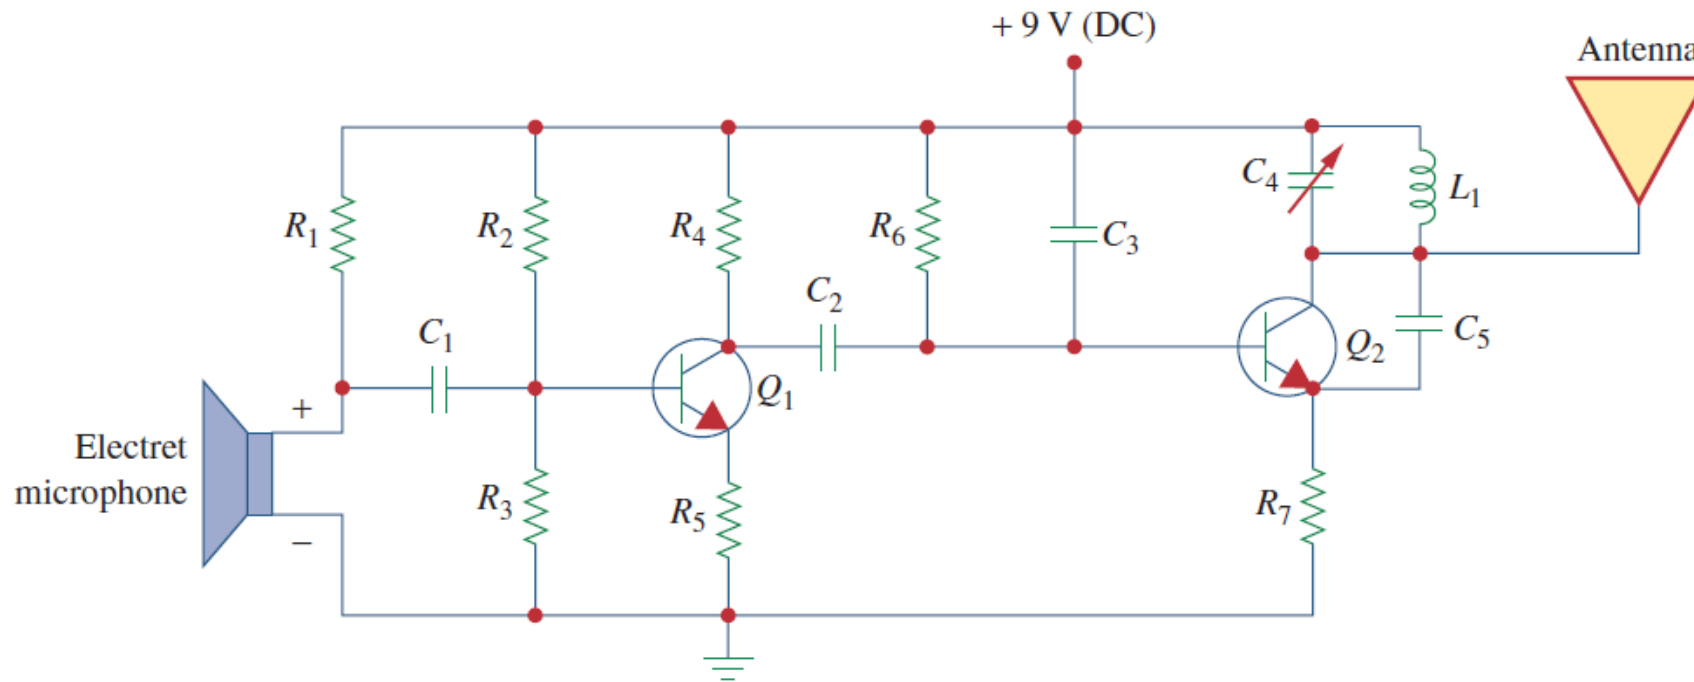 + 9 V (DC)
Antenna
C4
L1
R1
R2
R4
R6
C3
C2
C1
Q1
Q2
C5
+
Electret
microphone
−
R3
R5
R7